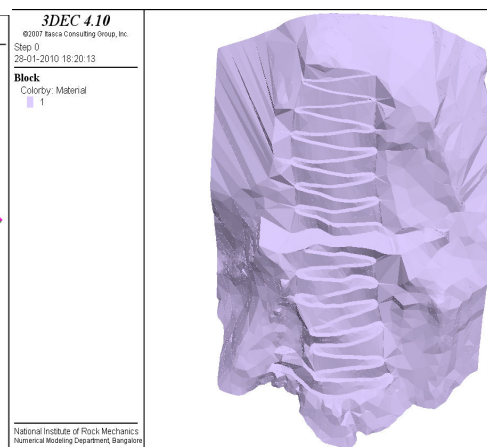 3DEC 4.10
©2007 Itasca Consulting Group, Inc.
Step 0
28-01-2010 18:20:13
Block
Colorby: Material
1
National Institute of Rock Mechanics
Numerical Modeling Department, Bangalore